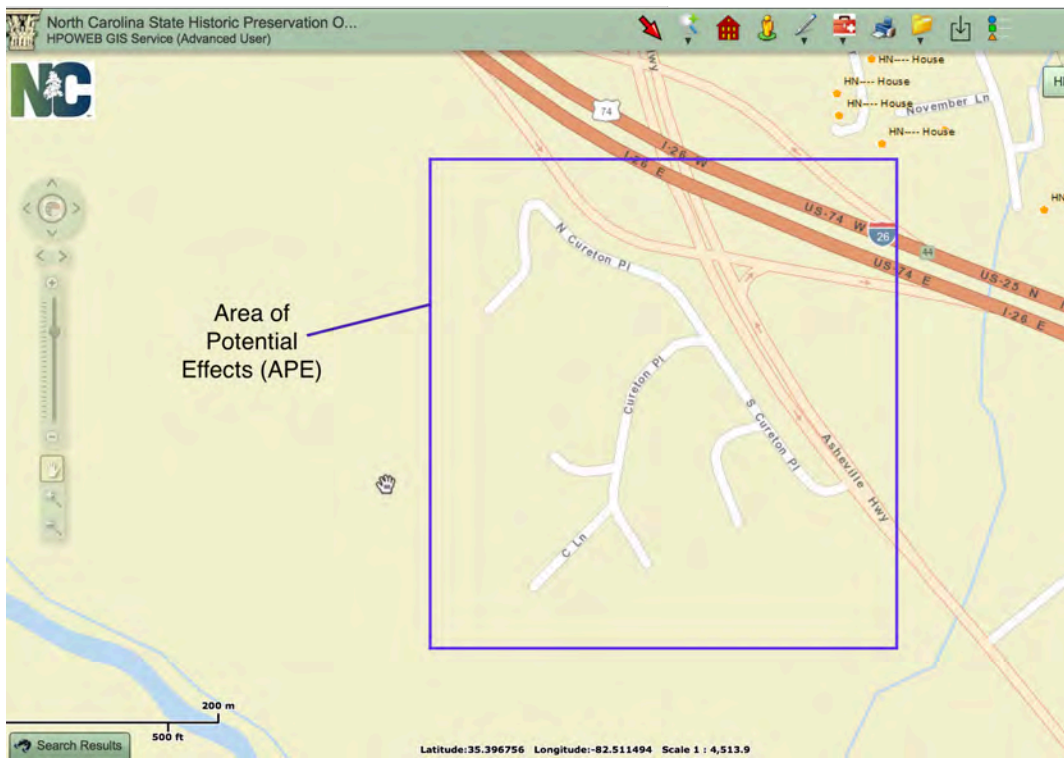 North Carolina State Historic Preservation O...
HPOWEB GIS Service (Advanced User)
NC
Hwy
HN---- House
HN---- House
HN---- House
HN---- House
November Ln
74
I-26 W
I-26 E
US-74 W
26
44
US-74 E
US-25 N
I-26 E
N Cureton Pl
Area of
Potential
Effects (APE)
Cureton Pl
S Cureton Pl
Asheville Hwy
C Ln
200 m
500 ft
Search Results
Latitude:35.396756 Longitude:-82.511494 Scale 1 : 4,513.9